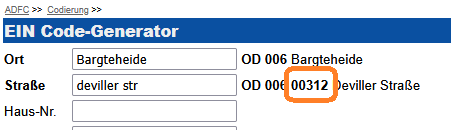 ADFC >> Codierung >>
EIN Code-Generator
Ort Bargteheide OD 006 Bargteheide
Straße deviller str OD 006 00312 Deviller Straße
Haus-Nr.